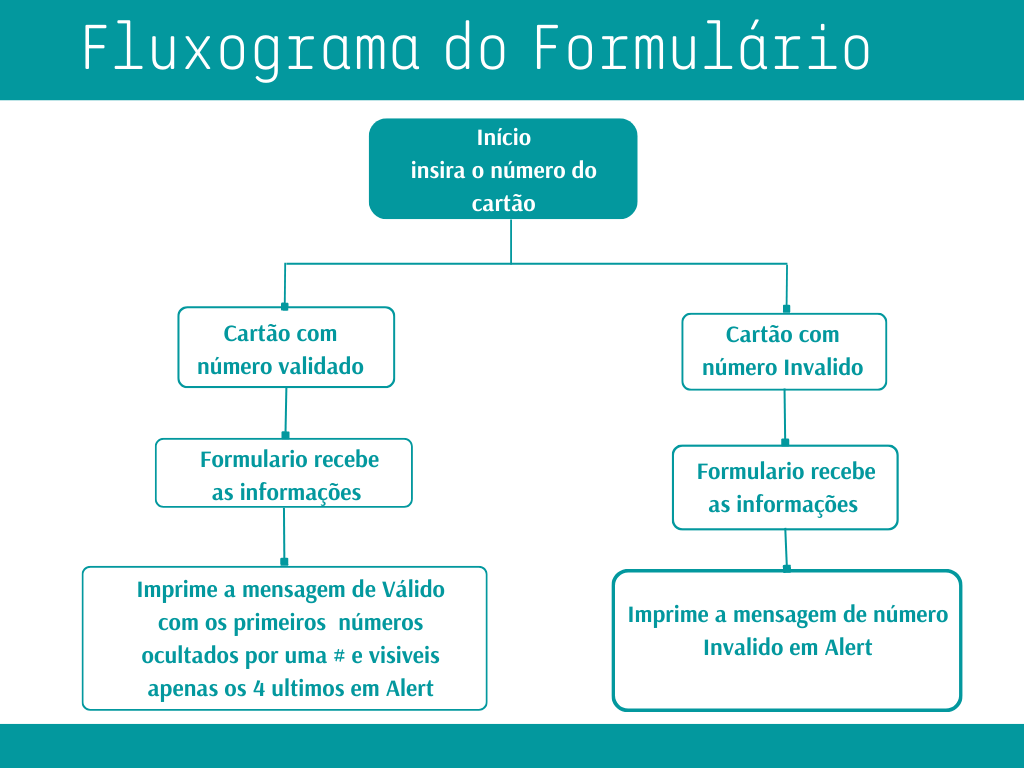 Fluxograma do Formulário
Início
insira o número do
cartão
Cartão com
número validado
Cartão com
número Invalido
Formulario recebe
as informações
Formulario recebe
as informações
Imprime a mensagem de Válido
com os primeiros  números
ocultados por uma # e visiveis
apenas os 4 ultimos em Alert
Imprime a mensagem de número
Invalido em Alert